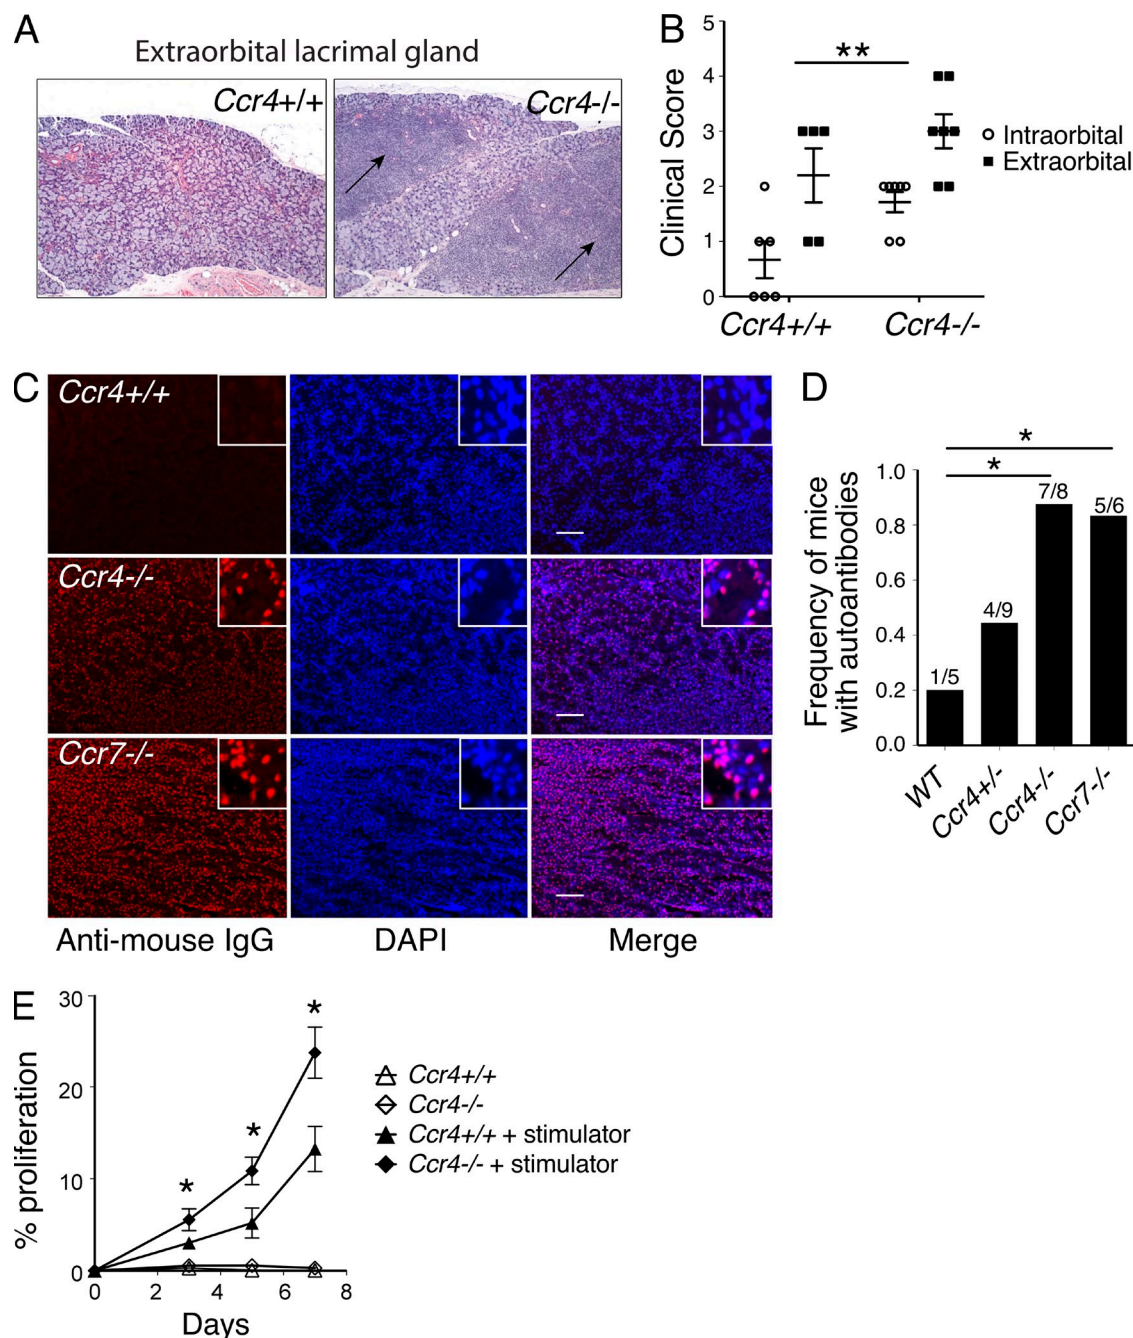 A
Extraorbital lacrimal gland
Ccr4+/+
Ccr4-/-
B
Clinical Score
5
4
3
2
1
0
**
Intraorbital
Extraorbital
Ccr4+/+
Ccr4-/-
C
Ccr4+/+
Ccr4-/-
Ccr7-/-
Anti-mouse IgG
DAPI
Merge
D
Frequency of mice
with autoantibodies
1.0
0.8
0.6
0.4
0.2
0.0
*
*
1/5
4/9
7/8
5/6
WT
Ccr4+/-
Ccr4-/-
Ccr7-/-
E
% proliferation
30
20
10
0
*
*
*
0 2 4 6 8
Days
Ccr4+/+
Ccr4-/-
Ccr4+/+ + stimulator
Ccr4-/- + stimulator